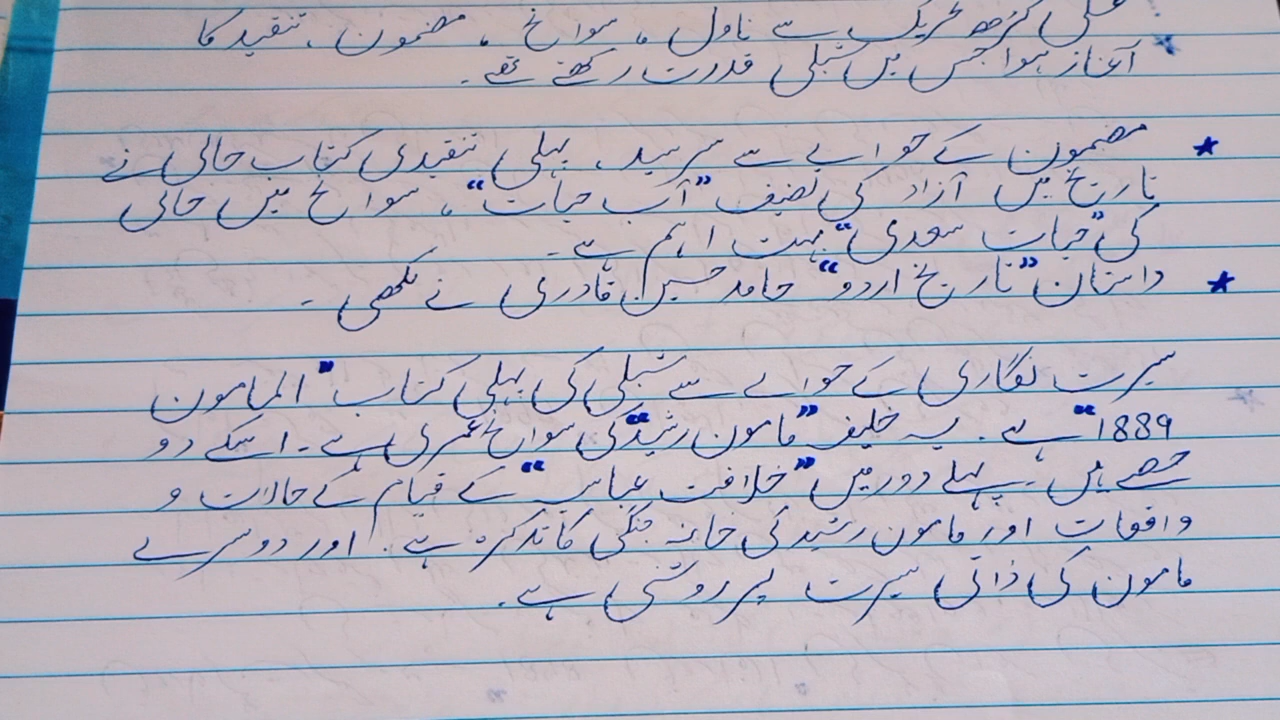 علی گڑھ تحریک سے ناول ، سوانح ، مضمون ، تنقید کا
آغاز ہوا جس میں شبلی قدرت رکھتے تھے۔
مضمون کے حوالے سے سرسید، پہلی تنقیدی کتاب حالی نے
تاریخ میں آزاد کی تصنیف "آب حیات" ، سوانح میں حالی
کی "حیات سعدی" بہت اہم ہے۔
داستان "تاریخ اردو" حامد حسین قادری نے لکھی ۔
سیرت نگاری کے حوالے سے شبلی کی پہلی کتاب "المامون
1889" ہے ۔ یہ خلیفہ "مامون رشید" کی سوانح عمری ہے ۔ اسکے دو
حصے ہیں ۔ پہلے دور میں "خلافت عباسیہ" کے قیام کے حالات و
واقعات اور مامون رشید کی خانہ جنگی کا تذکرہ ہے ۔ اور دوسرے
مامون کی ذاتی سیرت پر روشنی ہے ۔